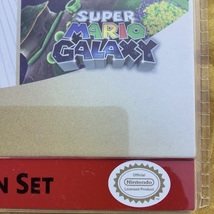 SUPER
MARIO
GALAXY
N SET
Official
Nintendo
Licensed Product